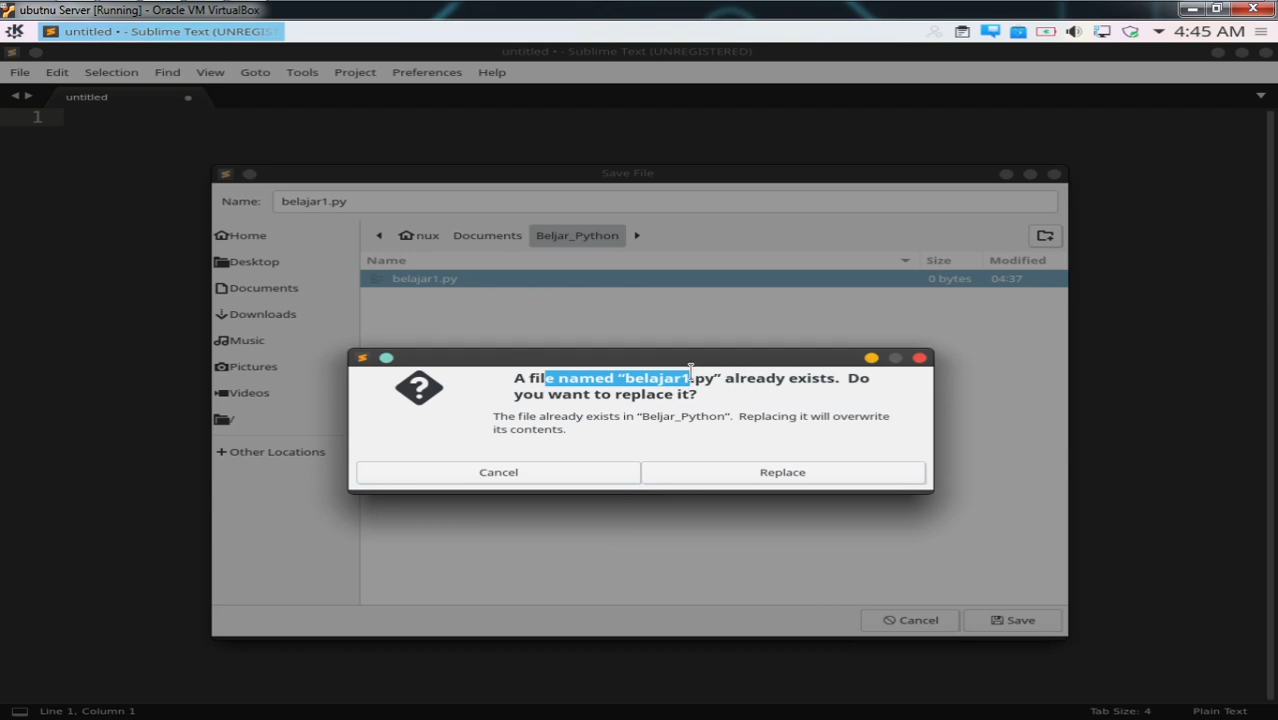 ubutnu Server [Running] - Oracle VM VirtualBox
untitled • - Sublime Text (UNREGIST
4:45 AM
untitled • - Sublime Text (UNREGISTERED)
File Edit Selection Find View Goto Tools Project Preferences Help
untitled
1
Save File
Name: belajar1.py
Home
nux Documents Beljar_Python
Desktop
Name Size Modified
belajar1.py 0 bytes 04:37
Documents
Downloads
Music
Pictures
Videos
/
+ Other Locations
A file named “belajar1.py” already exists. Do
you want to replace it?
The file already exists in “Beljar_Python”. Replacing it will overwrite
its contents.
Cancel Replace
Cancel Save
Line 1, Column 1 Tab Size: 4 Plain Text